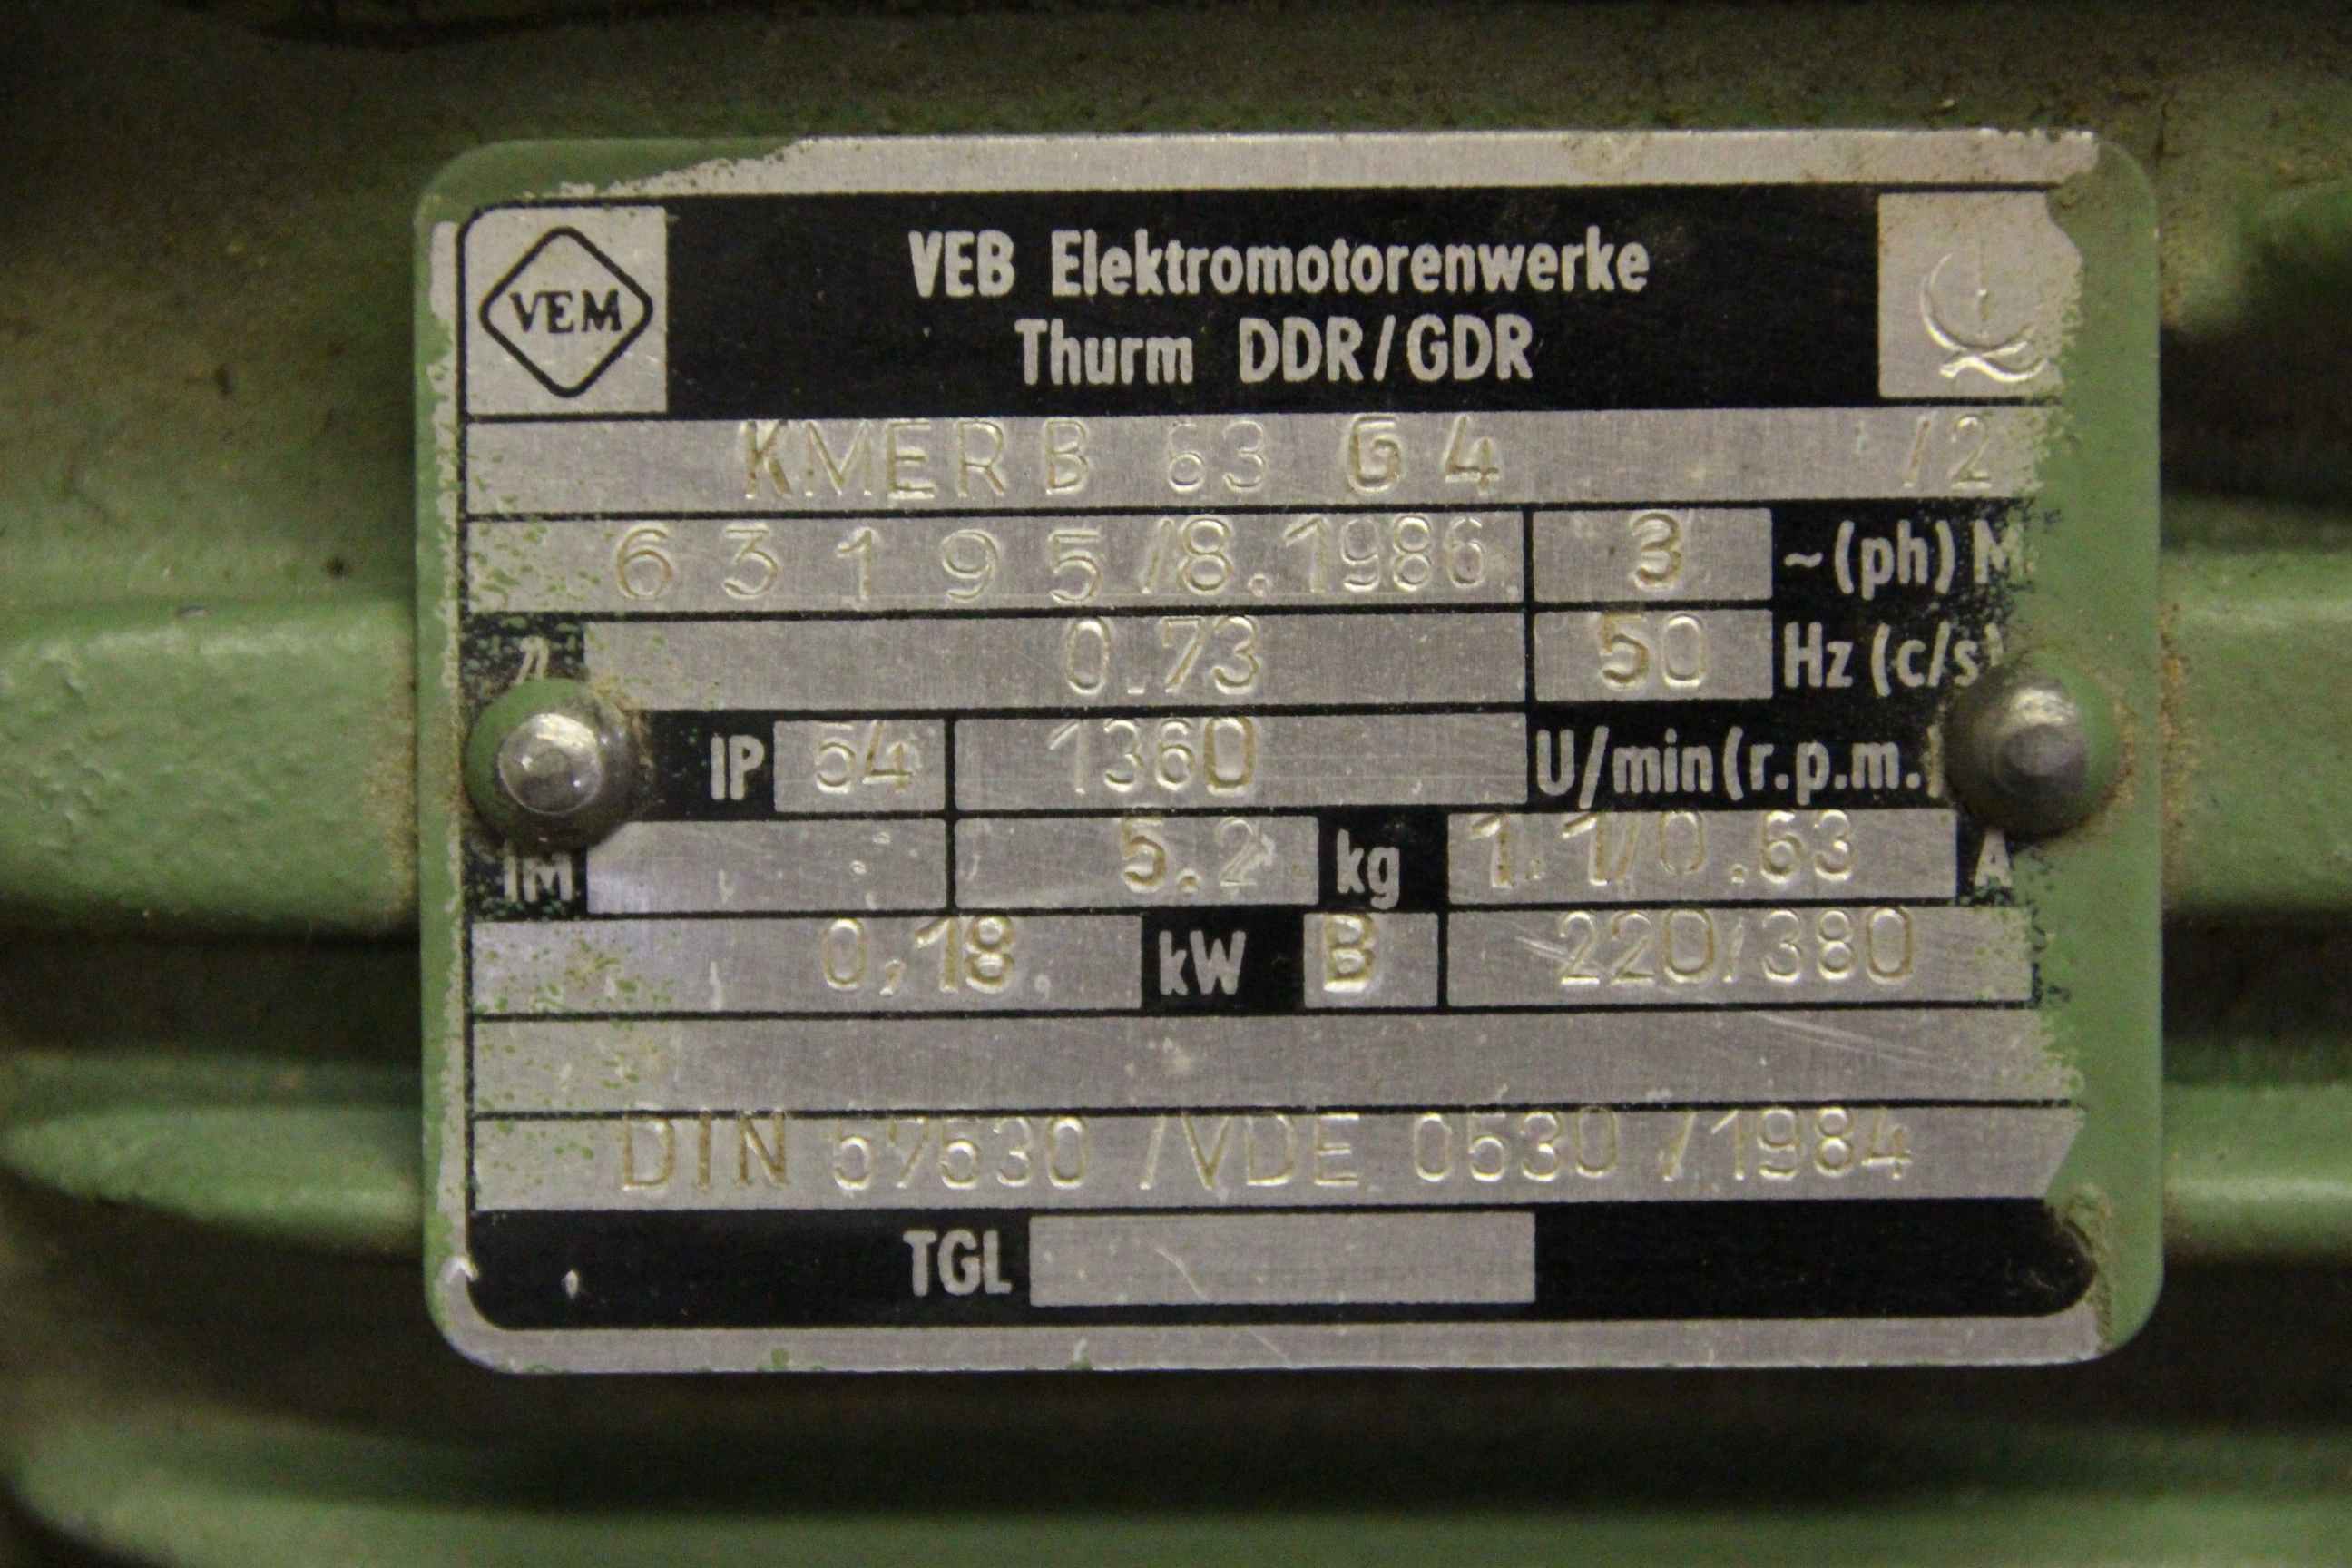 VEM
VEB Elektromotorenwerke
Thurm DDR/GDR
KMERB 63 G4 /2
63195/8.1986 3 ~(ph) M
0.73 50 Hz (c/s)
IP 54 1360 U/min(r.p.m.)
IM 5.2 kg 1.1/0.63 A
0,18 kW B 220/380
DIN 57530 /VDE 0530 /1984
TGL